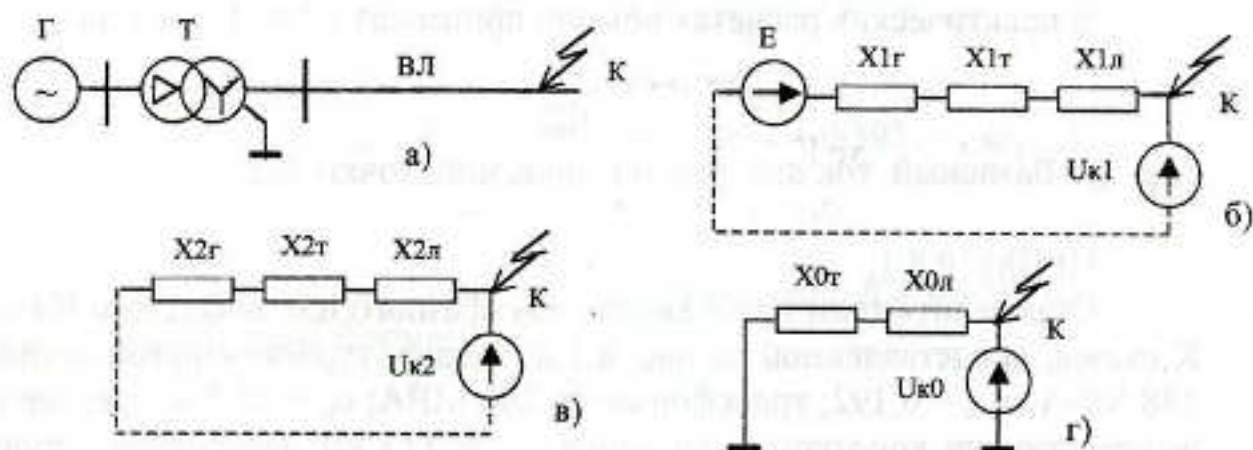 Г Т ВЛ К
а)
E X1г X1т X1л
К
Uк1
б)
X2г X2т X2л
К
Uк2
в)
X0т X0л
К
Uк0
г)